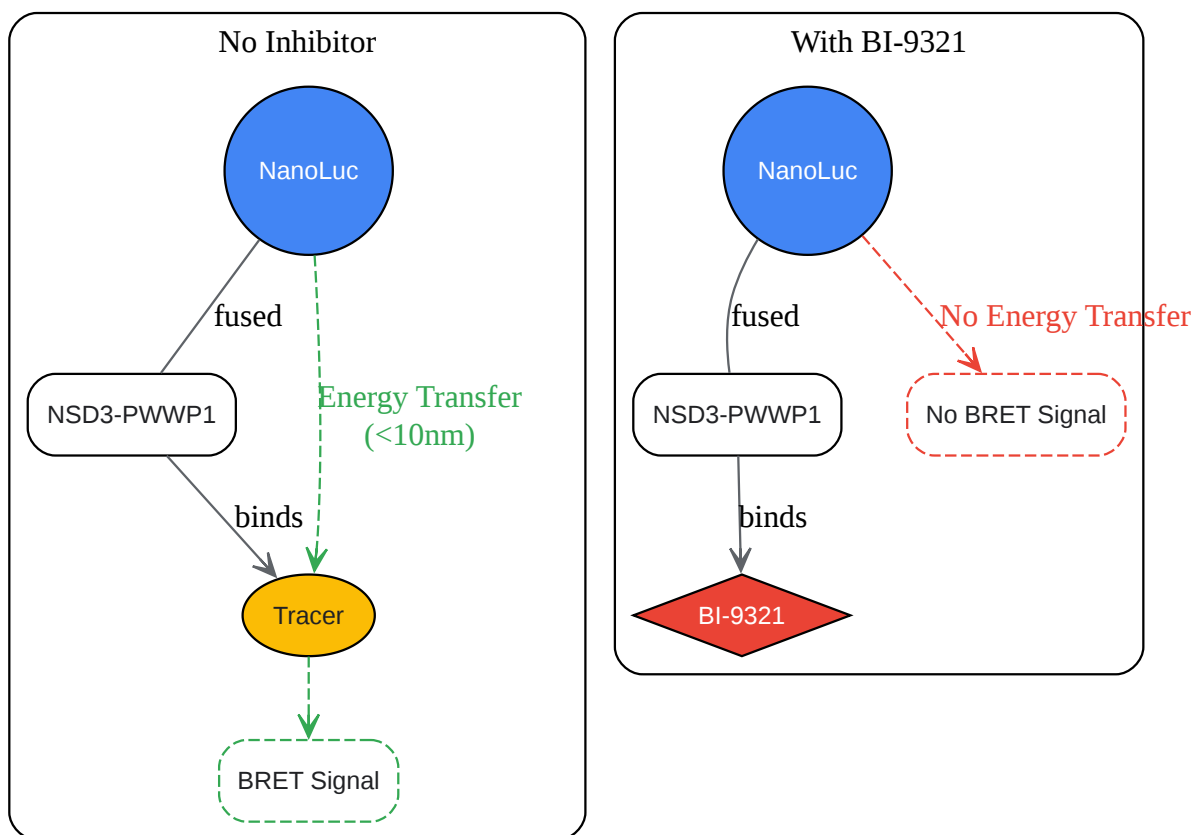 No Inhibitor
NanoLuc
fused
NSD3-PWWP1
Energy Transfer
(<10nm)
binds
Tracer
BRET Signal
With BI-9321
NanoLuc
fused
No Energy Transfer
NSD3-PWWP1
No BRET Signal
binds
BI-9321